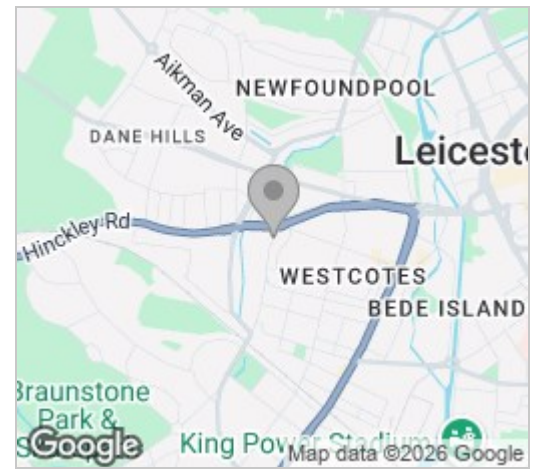 Aikman Ave
NEWFOUNDPOOL
DANE HILLS
Leicest
Hinckley Rd
WESTCOTES
BEDE ISLAND
Braunstone
Park &
Google
King Power Stadium
Map data ©2026 Google